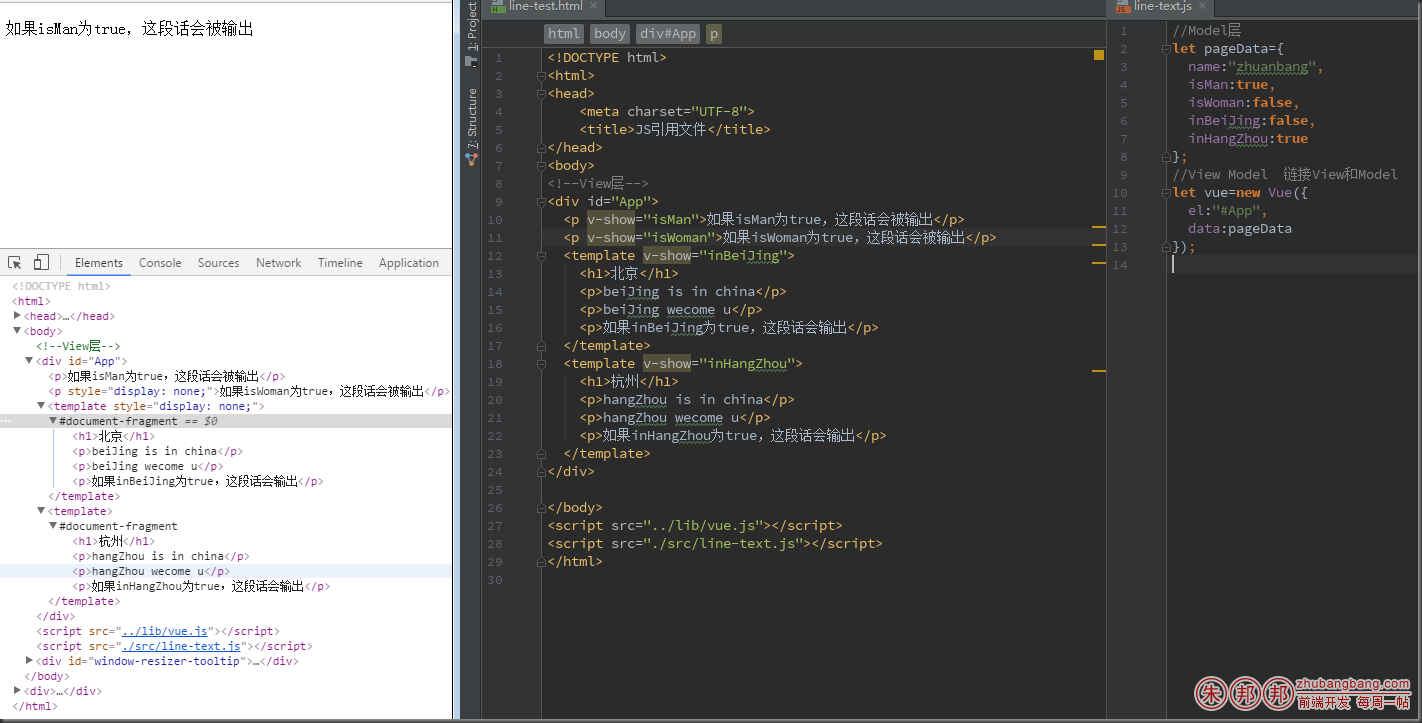 如果isMan为true，这段话会被输出
Elements Console Sources Network Timeline Application
<!DOCTYPE html>
<html>
<head>…</head>
<body>
<!--View层-->
<div id="App">
<p>如果isMan为true，这段话会被输出</p>
<p style="display: none;">如果isWoman为true，这段话会被输出</p>
<template style="display: none;">
#document-fragment == $0
<h1>北京</h1>
<p>beiJing is in china</p>
<p>beiJing wecome u</p>
<p>如果inBeiJing为true，这段话会输出</p>
</template>
<template>
#document-fragment
<h1>杭州</h1>
<p>hangZhou is in china</p>
<p>hangZhou wecome u</p>
<p>如果inHangZhou为true，这段话会输出</p>
</template>
</div>
<script src="../lib/vue.js"></script>
<script src="./src/line-text.js"></script>
<div id="window-resizer-tooltip">…</div>
</body>
<div>…</div>
</html>
1: Project
7: Structure
line-test.html
html body div#App p
1 <!DOCTYPE html>
2 <html>
3 <head>
4 <meta charset="UTF-8">
5 <title>JS引用文件</title>
6 </head>
7 <body>
8 <!--View层-->
9 <div id="App">
10 <p v-show="isMan">如果isMan为true，这段话会被输出</p>
11 <p v-show="isWoman">如果isWoman为true，这段话会被输出</p>
12 <template v-show="inBeiJing">
13 <h1>北京</h1>
14 <p>beiJing is in china</p>
15 <p>beiJing wecome u</p>
16 <p>如果inBeiJing为true，这段话会输出</p>
17 </template>
18 <template v-show="inHangZhou">
19 <h1>杭州</h1>
20 <p>hangZhou is in china</p>
21 <p>hangZhou wecome u</p>
22 <p>如果inHangZhou为true，这段话会输出</p>
23 </template>
24 </div>
25
26 </body>
27 <script src="../lib/vue.js"></script>
28 <script src="./src/line-text.js"></script>
29 </html>
30
line-text.js
1 //Model层
2 let pageData={
3 name:"zhuanbang",
4 isMan:true,
5 isWoman:false,
6 inBeiJing:false,
7 inHangZhou:true
8 };
9 //View Model 链接View和Model
10 let vue=new Vue({
11 el:"#App",
12 data:pageData
13 });
14
朱邦邦 zhubangbang.com
前端开发 每周一帖